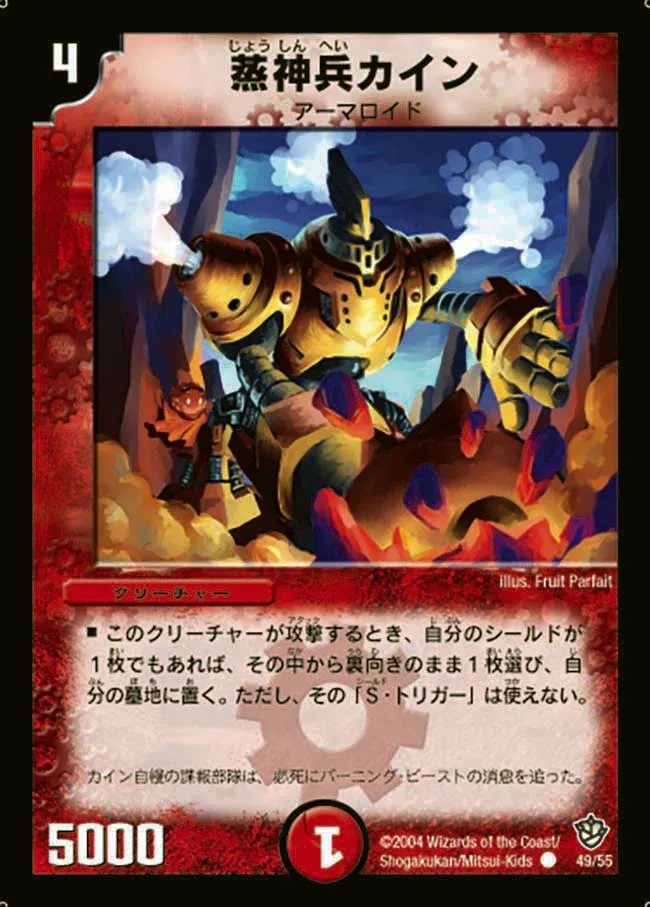 4
じょう しん へい
蒸神兵カイン
アーマロイド
illus. Fruit Parfait
クリーチャー
■ このクリーチャーが攻撃するとき、自分のシールドが
1枚でもあれば、その中から裏向きのまま1枚選び、自
分の墓地に置く。ただし、その「S・トリガー」は使えない。
カイン自慢の諜報部隊は、必死にバーニング・ビーストの消息を追った。
5000
1
©2004 Wizards of the Coast/
Shogakukan/Mitsui-Kids
49/55